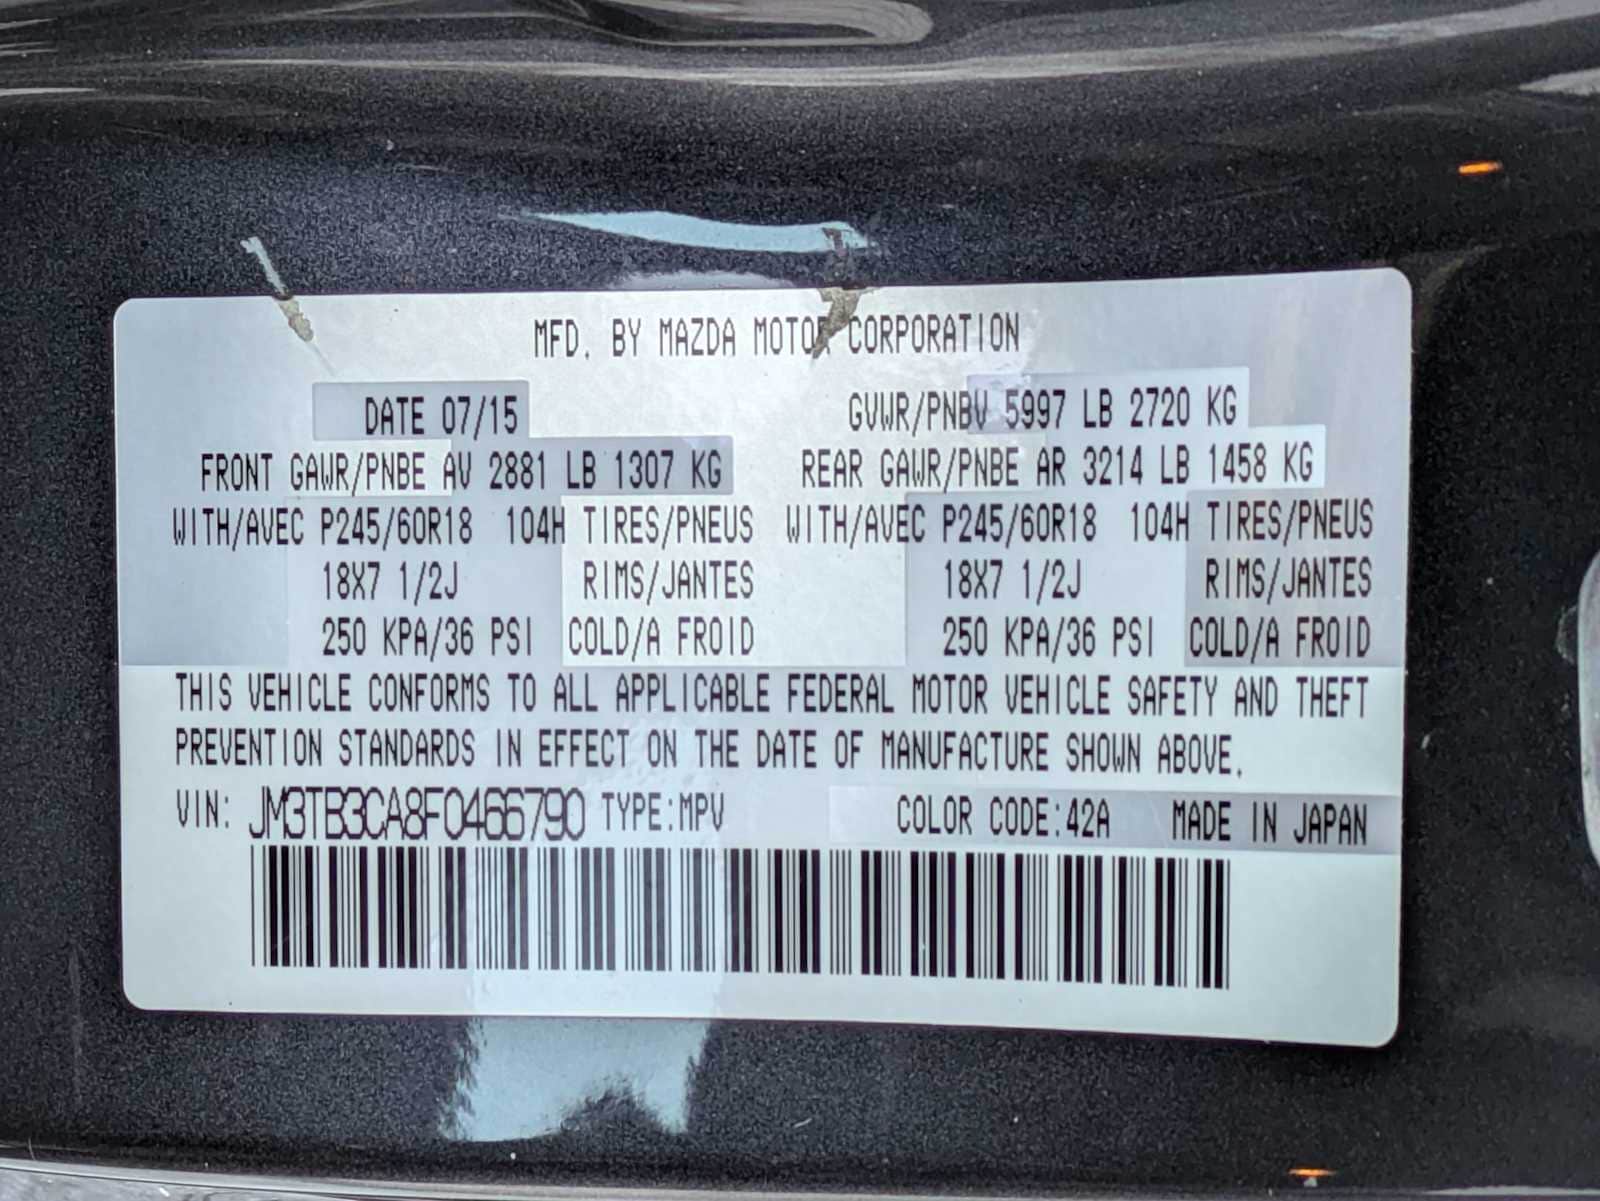 MFD. BY MAZDA MOTOR CORPORATION
DATE 07/15 GVWR/PNBV 5997 LB 2720 KG
FRONT GAWR/PNBE AV 2881 LB 1307 KG REAR GAWR/PNBE AR 3214 LB 1458 KG
WITH/AVEC P245/60R18 104H TIRES/PNEUS WITH/AVEC P245/60R18 104H TIRES/PNEUS
18X7 1/2J RIMS/JANTES 18X7 1/2J RIMS/JANTES
250 KPA/36 PSI COLD/A FROID 250 KPA/36 PSI COLD/A FROID
THIS VEHICLE CONFORMS TO ALL APPLICABLE FEDERAL MOTOR VEHICLE SAFETY AND THEFT
PREVENTION STANDARDS IN EFFECT ON THE DATE OF MANUFACTURE SHOWN ABOVE.
VIN: JM3TB3CA8F0466790 TYPE:MPV COLOR CODE:42A MADE IN JAPAN